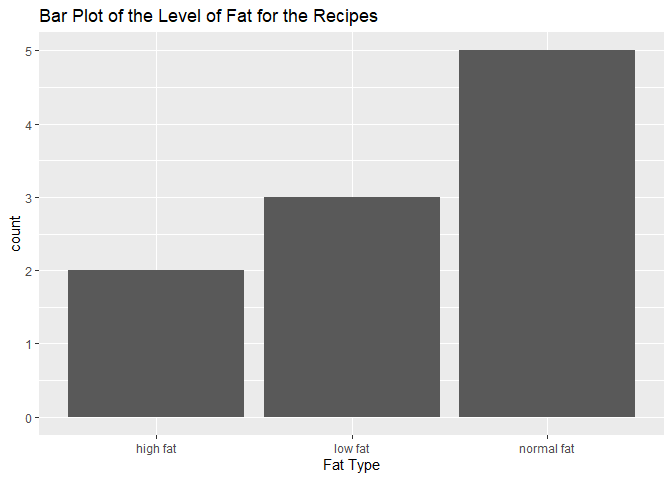 Bar Plot of the Level of Fat for the Recipes
5
4
3
2
1
0
count
high fat low fat normal fat
Fat Type